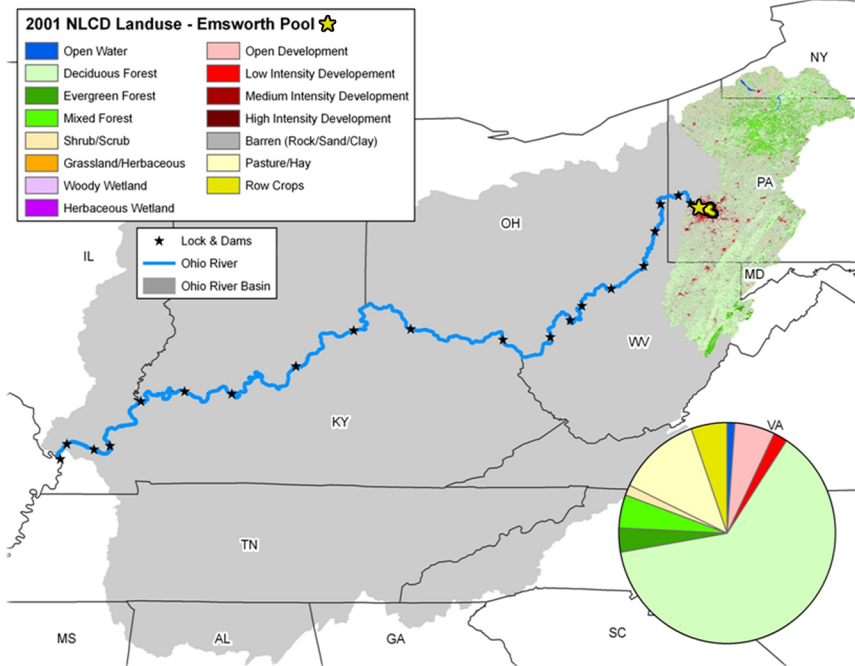 2001 NLCD Landuse - Emsworth Pool
Open Water
Deciduous Forest
Evergreen Forest
Mixed Forest
Shrub/Scrub
Grassland/Herbaceous
Woody Wetland
Herbaceous Wetland
Open Development
Low Intensity Developement
Medium Intensity Development
High Intensity Development
Barren (Rock/Sand/Clay)
Pasture/Hay
Row Crops
Lock & Dams
Ohio River
Ohio River Basin
NY
PA
OH
IL
MD
WV
KY
VA
TN
MS
AL
GA
SC